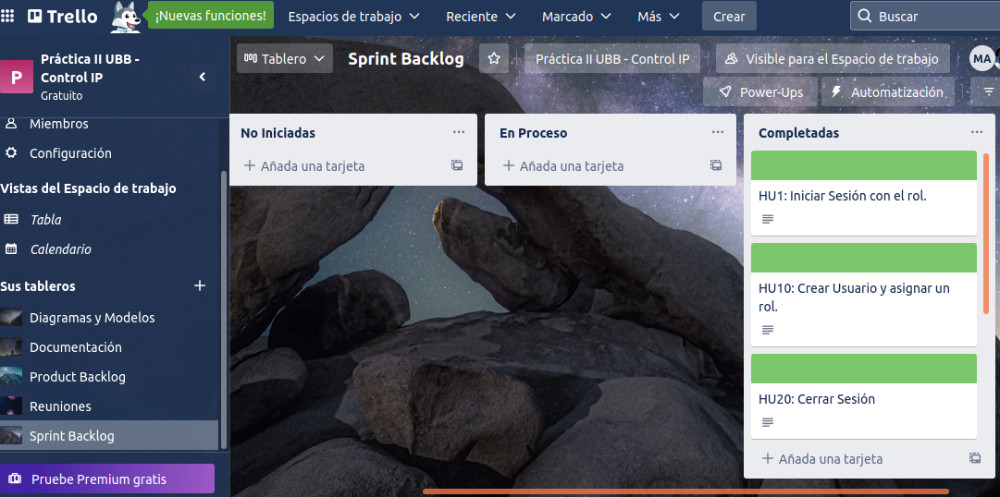 Trello
¡Nuevas funciones!
Espacios de trabajo
Reciente
Marcado
Más
Crear
Buscar
P
Práctica II UBB -
Control IP
Gratuito
Miembros
Configuración
Vistas del Espacio de trabajo
Tabla
Calendario
Sus tableros
Diagramas y Modelos
Documentación
Product Backlog
Reuniones
Sprint Backlog
Pruebe Premium gratis
Tablero
Sprint Backlog
Práctica II UBB - Control IP
Visible para el Espacio de trabajo
MA
Power-Ups
Automatización
No Iniciadas
Añada una tarjeta
En Proceso
Añada una tarjeta
Completadas
HU1: Iniciar Sesión con el rol.
HU10: Crear Usuario y asignar un
rol.
HU20: Cerrar Sesión
Añada una tarjeta